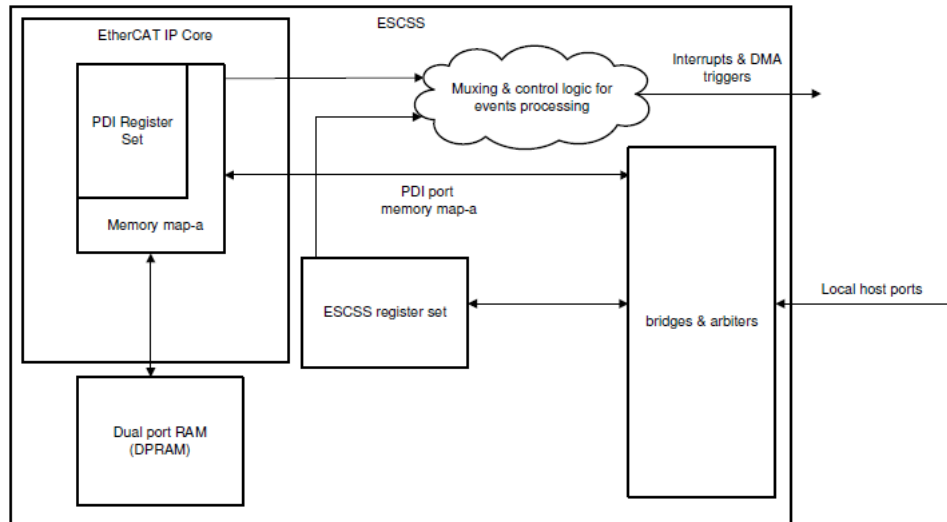 ESCSS
EtherCAT IP Core
Interrupts & DMA
triggers
Muxing & control logic for
events processing
PDI Register
Set
PDI port
memory map-a
Memory map-a
Local host ports
ESCSS register set
bridges & arbiters
Dual port RAM
(DPRAM)